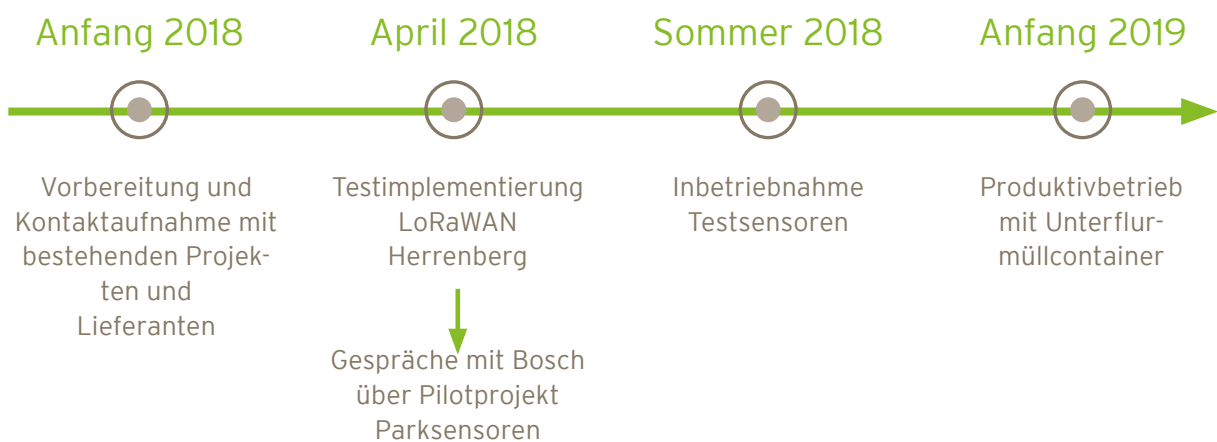 Anfang 2018
Vorbereitung und
Kontaktaufnahme mit
bestehenden Projek-
ten und
Lieferanten
April 2018
Testimplementierung
LoRaWAN
Herrenberg
Gespräche mit Bosch
über Pilotprojekt
Parksensoren
Sommer 2018
Inbetriebnahme
Testsensoren
Anfang 2019
Produktivbetrieb
mit Unterflur-
müllcontainer